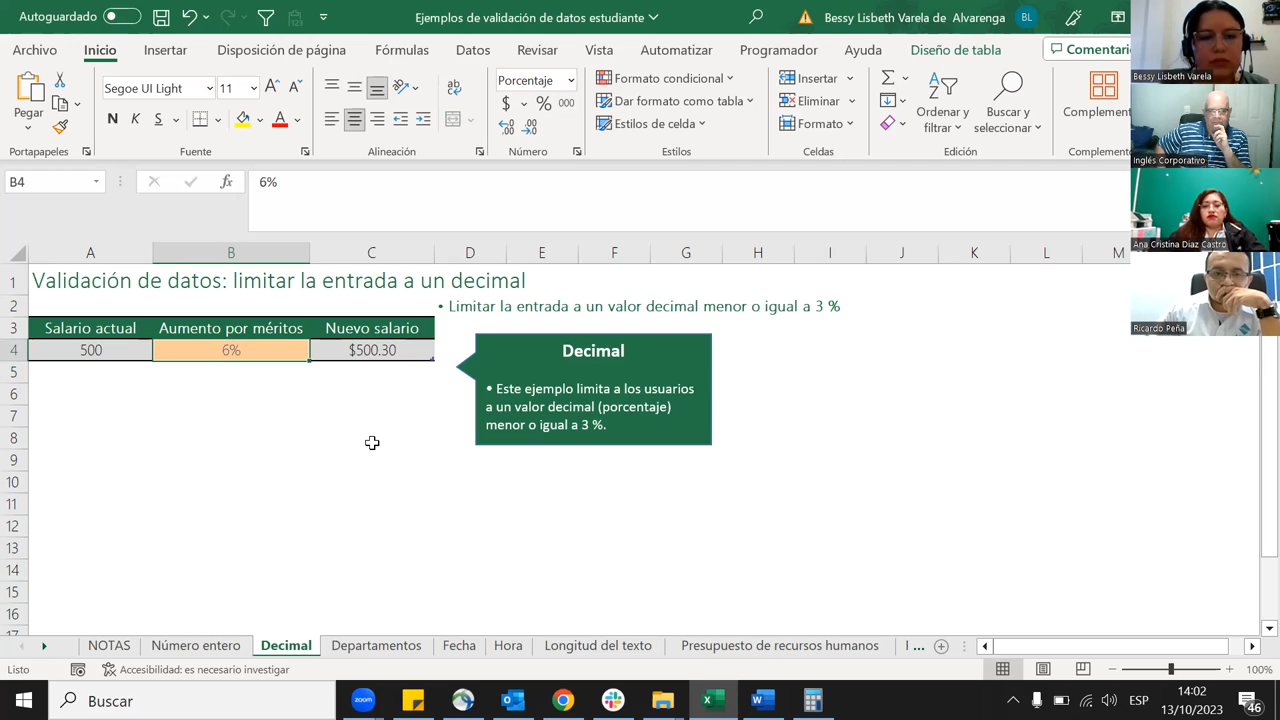 Autoguardado
Ejemplos de validación de datos estudiante
Bessy Lisbeth Varela de Alvarenga
BL
Archivo Inicio Insertar Disposición de página Fórmulas Datos Revisar Vista Automatizar Programador Ayuda Diseño de tabla
Pegar
Segoe UI Light 11
N K S
Porcentaje
$ % 000
Formato condicional
Dar formato como tabla
Estilos de celda
Insertar
Eliminar
Formato
Ordenar y filtrar
Buscar y seleccionar
Portapapeles Fuente Alineación Número Estilos Celdas Edición
B4
fx
6%
A B C D E F G H I J K L M
1 Validación de datos: limitar la entrada a un decimal
2 • Limitar la entrada a un valor decimal menor o igual a 3 %
3 Salario actual Aumento por méritos Nuevo salario
4 500 6% $500.30
5
6
7
8
9
10
11
12
13
14
15
16
17
Decimal
• Este ejemplo limita a los usuarios
a un valor decimal (porcentaje)
menor o igual a 3 %.
NOTAS Número entero Decimal Departamentos Fecha Hora Longitud del texto Presupuesto de recursos humanos
Listo
Accesibilidad: es necesario investigar
100%
Buscar
ESP
14:02
13/10/2023
46
Bessy Lisbeth Varela
Inglés Corporativo
Ana Cristina Diaz Castro
Ricardo Peña